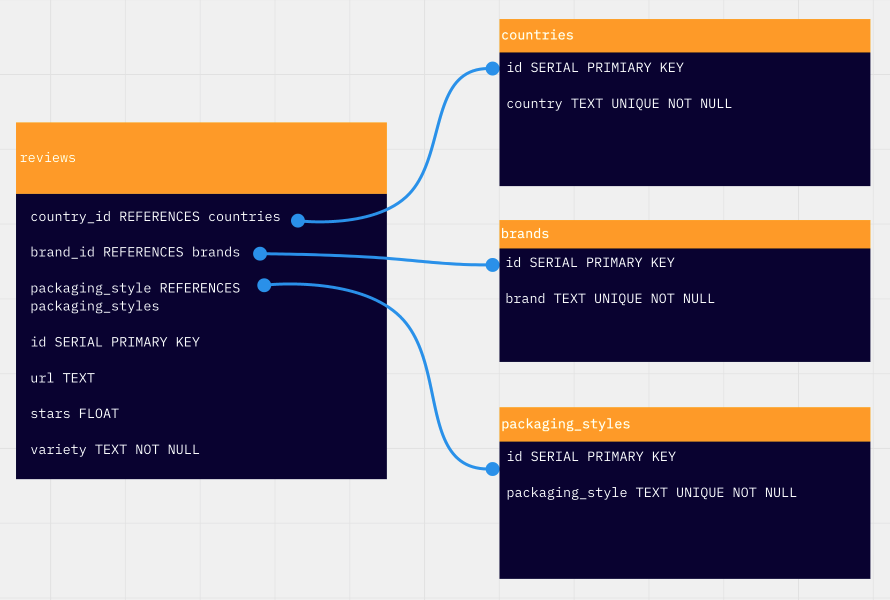 reviews
country_id REFERENCES countries
brand_id REFERENCES brands
packaging_style REFERENCES
packaging_styles
id SERIAL PRIMARY KEY
url TEXT
stars FLOAT
variety TEXT NOT NULL
countries
id SERIAL PRIMIARY KEY
country TEXT UNIQUE NOT NULL
brands
id SERIAL PRIMARY KEY
brand TEXT UNIQUE NOT NULL
packaging_styles
id SERIAL PRIMARY KEY
packaging_style TEXT UNIQUE NOT NULL